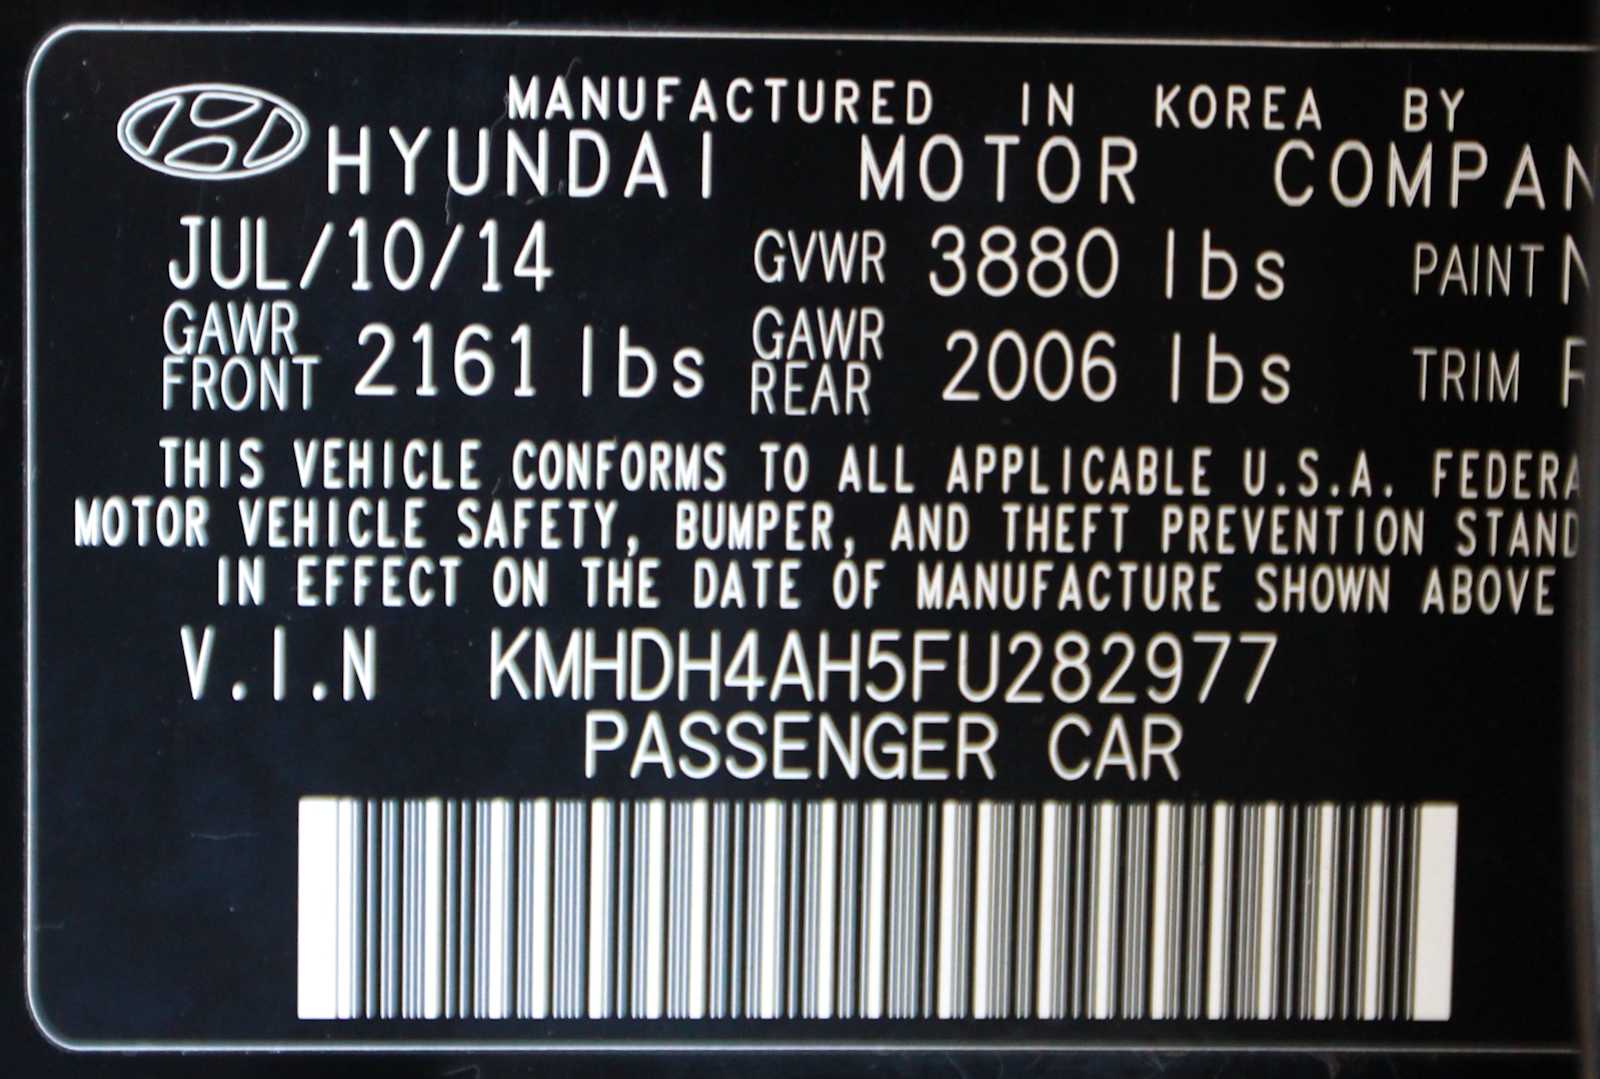 MANUFACTURED IN KOREA BY
HYUNDAI MOTOR COMPAN
JUL/10/14 GVWR 3880 lbs PAINT N
GAWR FRONT 2161 lbs GAWR REAR 2006 lbs TRIM
THIS VEHICLE CONFORMS TO ALL APPLICABLE U.S.A. FEDERA
MOTOR VEHICLE SAFETY, BUMPER, AND THEFT PREVENTION STAND
IN EFFECT ON THE DATE OF MANUFACTURE SHOWN ABOVE
V.I.N KMHDH4AH5FU282977
PASSENGER CAR